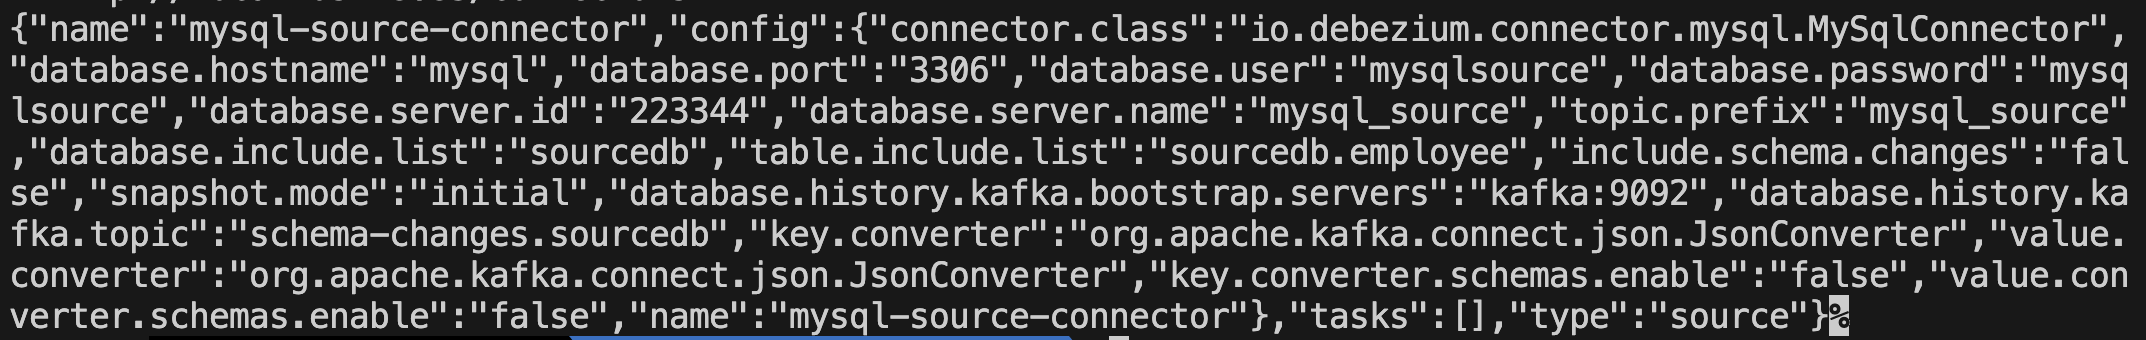 {"name":"mysql-source-connector","config":{"connector.class":"io.debezium.connector.mysql.MySqlConnector",
"database.hostname":"mysql","database.port":"3306","database.user":"mysqlsource","database.password":"mysq
lsource","database.server.id":"223344","database.server.name":"mysql_source","topic.prefix":"mysql_source"
,"database.include.list":"sourcedb","table.include.list":"sourcedb.employee","include.schema.changes":"fal
se","snapshot.mode":"initial","database.history.kafka.bootstrap.servers":"kafka:9092","database.history.ka
fka.topic":"schema-changes.sourcedb","key.converter":"org.apache.kafka.connect.json.JsonConverter","value.
converter":"org.apache.kafka.connect.json.JsonConverter","key.converter.schemas.enable":"false","value.con
verter.schemas.enable":"false","name":"mysql-source-connector"},"tasks":[],"type":"source"}%